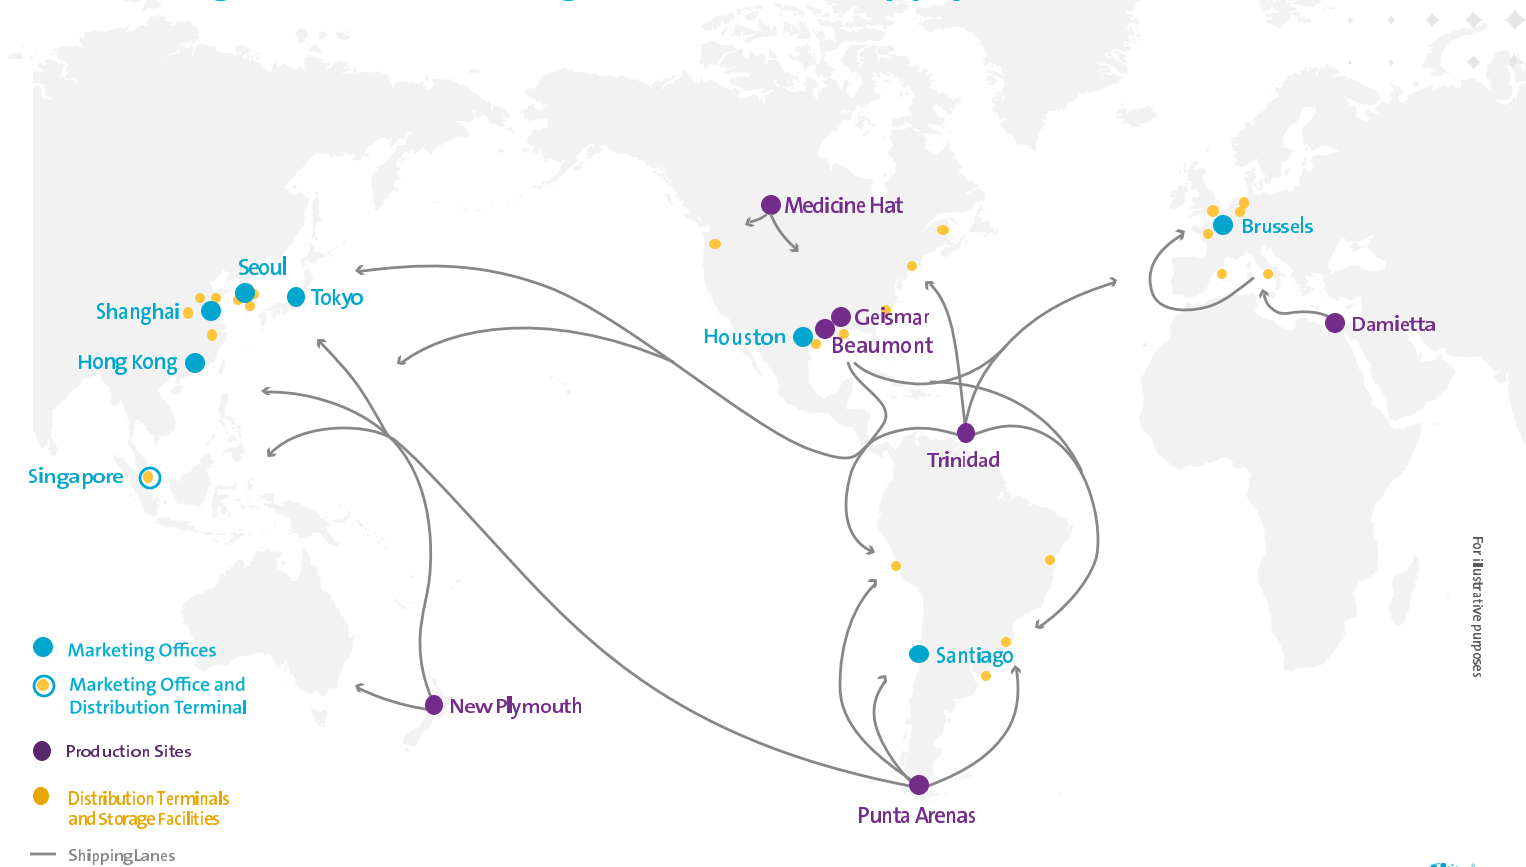 Medicine Hat
Brussels
Seoul
Tokyo
Shanghai
Geismar
Houston
Beaumont
Damietta
Hong Kong
Trinidad
Singapore
For illustrative purposes
Marketing Offices
Santiago
Marketing Office and
Distribution Terminal
New Plymouth
Production Sites
Distribution Terminals
and Storage Facilities
Punta Arenas
Shipping Lanes